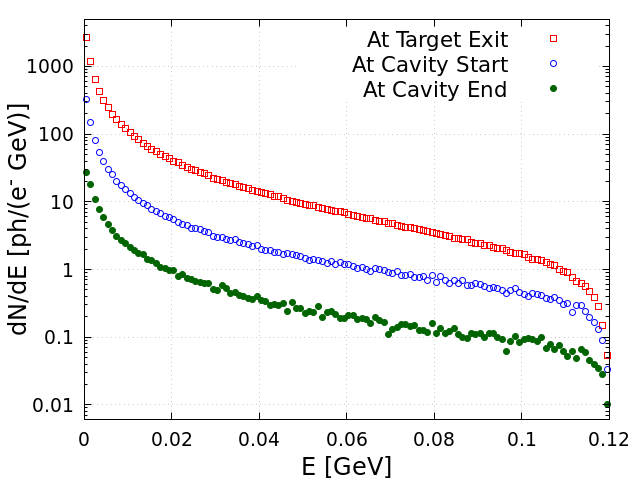 At Target Exit
At Cavity Start
At Cavity End
dN/dE [ph/(e- GeV)]
1000
100
10
1
0.1
0.01
0
0.02
0.04
0.06
0.08
0.1
0.12
E [GeV]